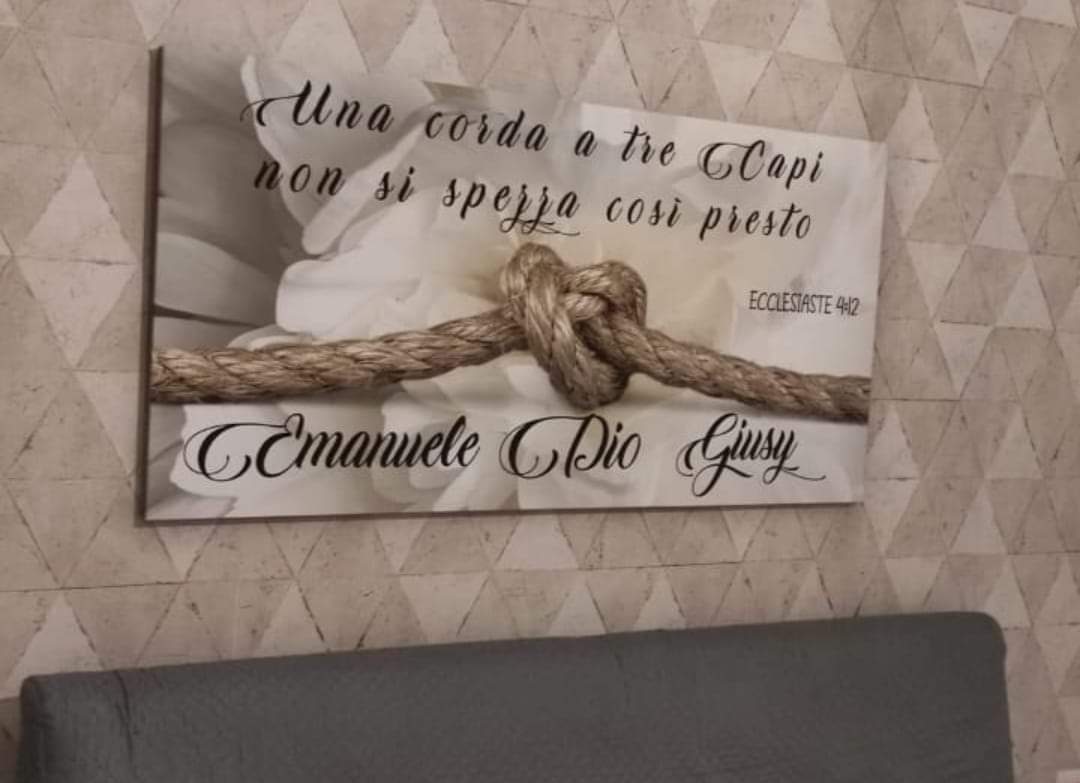 Una corda a tre Capi
non si spezza così presto
ECCLESIASTE 4:12
Emanuele Dio Giusy